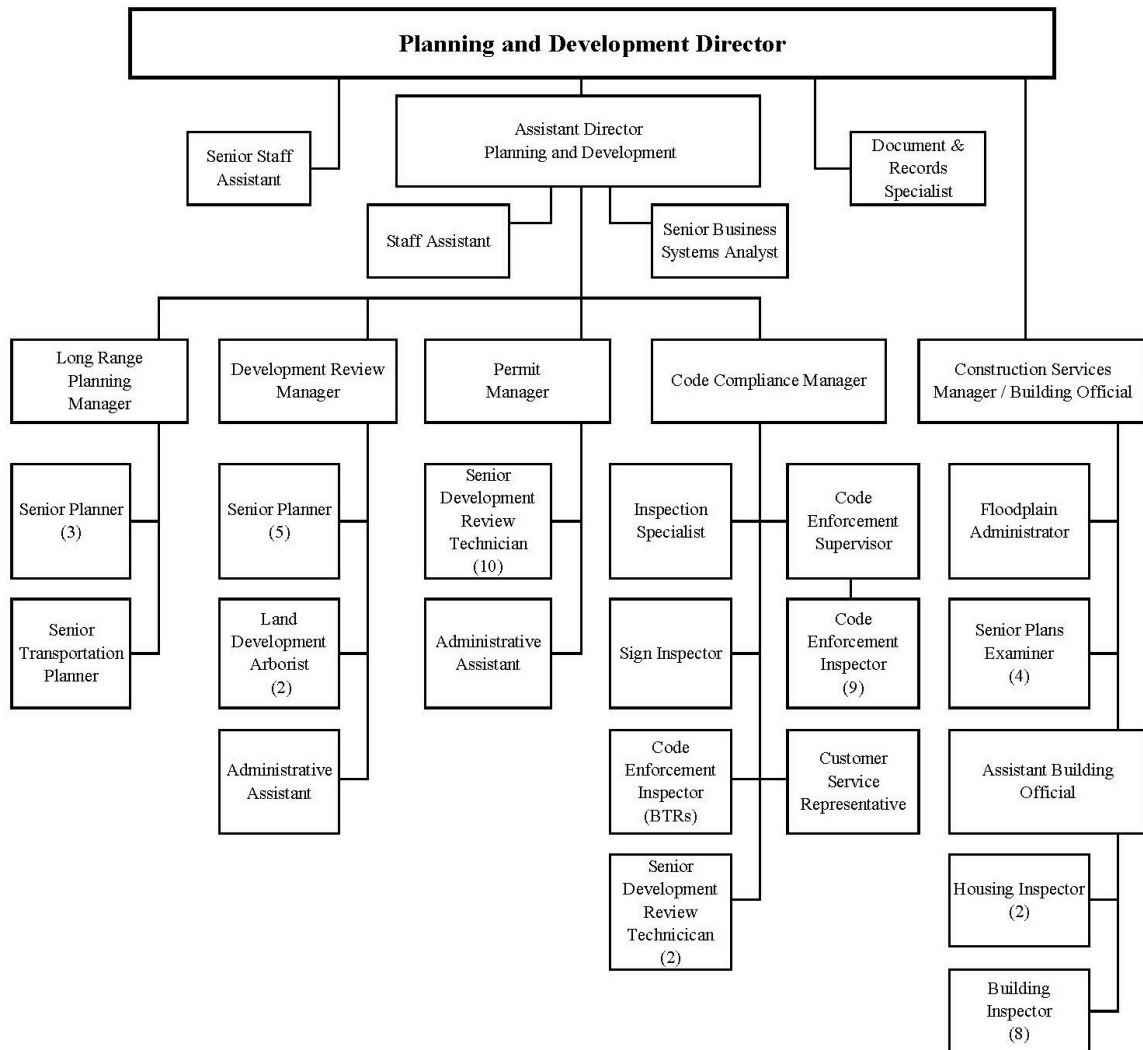 Planning and Development Director
Assistant Director
Planning and Development
Senior Staff
Assistant
Document &
Records
Specialist
Staff Assistant
Senior Business
Systems Analyst
Long Range
Planning
Manager
Development Review
Manager
Permit
Manager
Code Compliance Manager
Construction Services
Manager / Building Official
Senior Planner
(3)
Senior Planner
(5)
Senior
Development
Review
Technician
(10)
Inspection
Specialist
Code
Enforcement
Supervisor
Floodplain
Administrator
Senior
Transportation
Planner
Land
Development
Arborist
(2)
Administrative
Assistant
Sign Inspector
Code
Enforcement
Inspector
(9)
Senior Plans
Examiner
(4)
Administrative
Assistant
Code
Enforcement
Inspector
(BTRs)
Customer
Service
Representative
Assistant Building
Official
Senior
Development
Review
Technicican
(2)
Housing Inspector
(2)
Building
Inspector
(8)